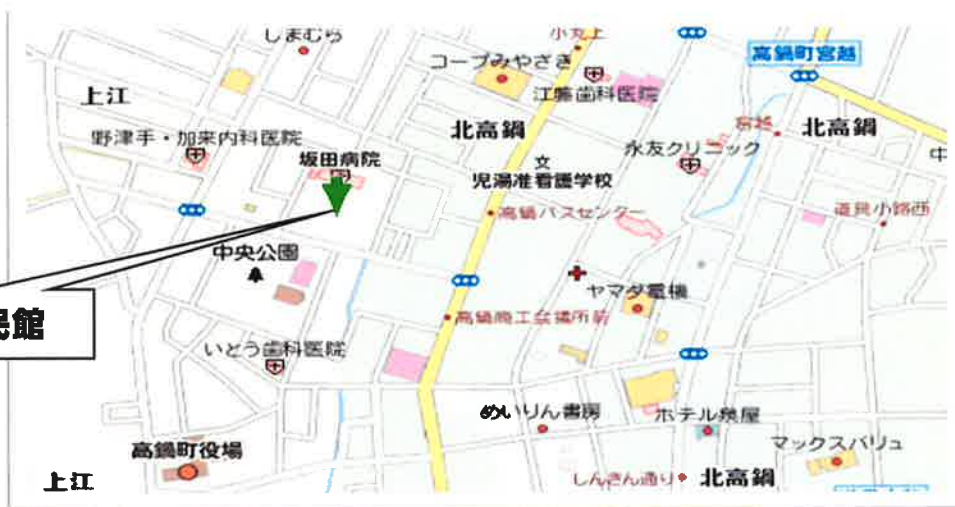 しまむら
小丸上
コープみやざき
高鍋町宮越
上江
江藤歯科医院
野津手・加来内科医院
北高鍋
宮越
北高鍋
坂田病院
文
永友クリニック
中
児湯准看護学校
高鍋バスセンター
道具小路西
中央公園
ヤマダ電機
民館
高鍋商工会議所前
いとう歯科医院
めいりん書房
ホテル泉屋
高鍋町役場
マックスバリュ
上江
しんきん通り
北高鍋